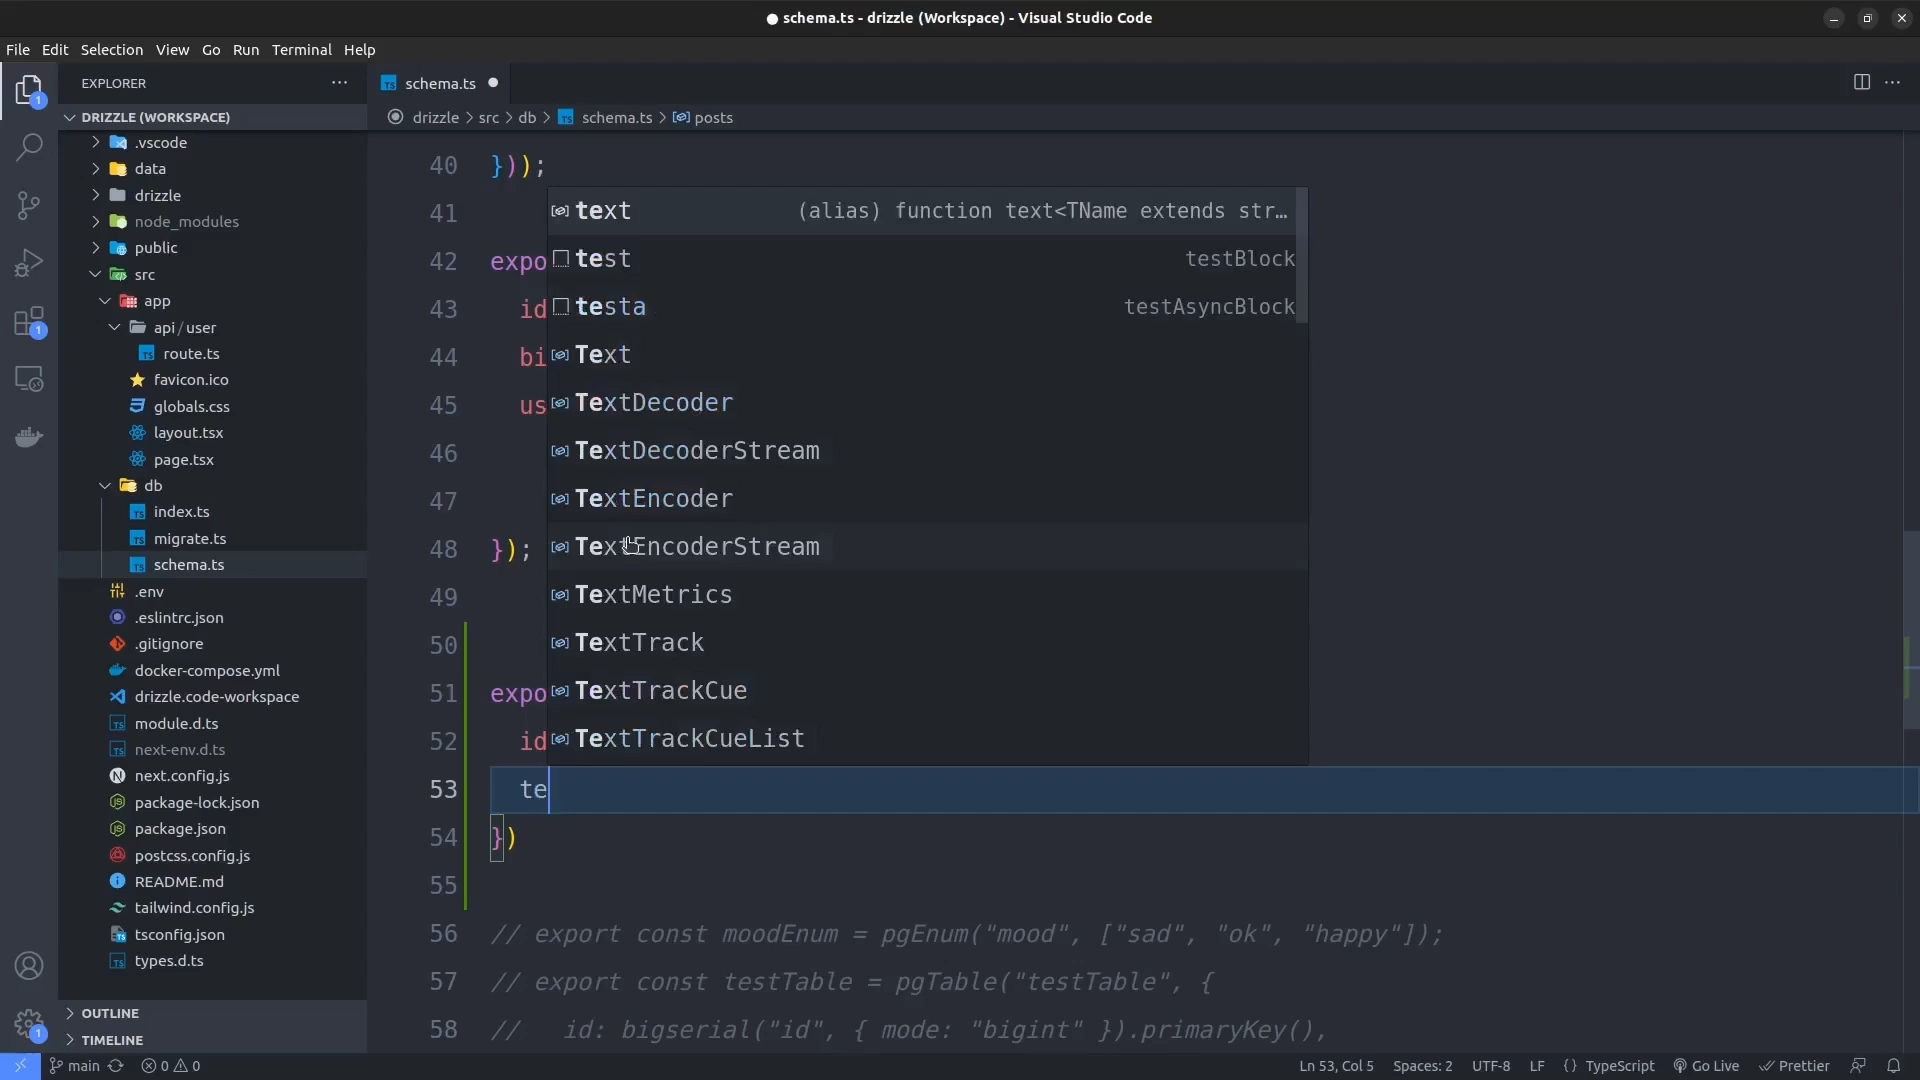 schema.ts - drizzle (Workspace) - Visual Studio Code
File Edit Selection View Go Run Terminal Help
EXPLORER
schema.ts
DRIZZLE (WORKSPACE)
drizzle > src > db > schema.ts > posts
.vscode
data
drizzle
node_modules
public
src
app
api/user
route.ts
favicon.ico
globals.css
layout.tsx
page.tsx
db
index.ts
migrate.ts
schema.ts
.env
.eslintrc.json
.gitignore
docker-compose.yml
drizzle.code-workspace
module.d.ts
next-env.d.ts
next.config.js
package-lock.json
package.json
postcss.config.js
README.md
tailwind.config.js
tsconfig.json
types.d.ts
OUTLINE
TIMELINE
1
1
1
40 }));
41
42 expo
43 id
44 bi
45 us
46
47
48 });
49
50
51 expo
52 id
53 te
54 })
55
56 // export const moodEnum = pgEnum("mood", ["sad", "ok", "happy"]);
57 // export const testTable = pgTable("testTable", {
58 // id: bigserial("id", { mode: "bigint" }).primaryKey(),
text (alias) function text<TName extends str…
test testBlock
testa testAsyncBlock
Text
TextDecoder
TextDecoderStream
TextEncoder
TextEncoderStream
TextMetrics
TextTrack
TextTrackCue
TextTrackCueList
main 0 0 Ln 53, Col 5 Spaces: 2 UTF-8 LF {} TypeScript Go Live Prettier